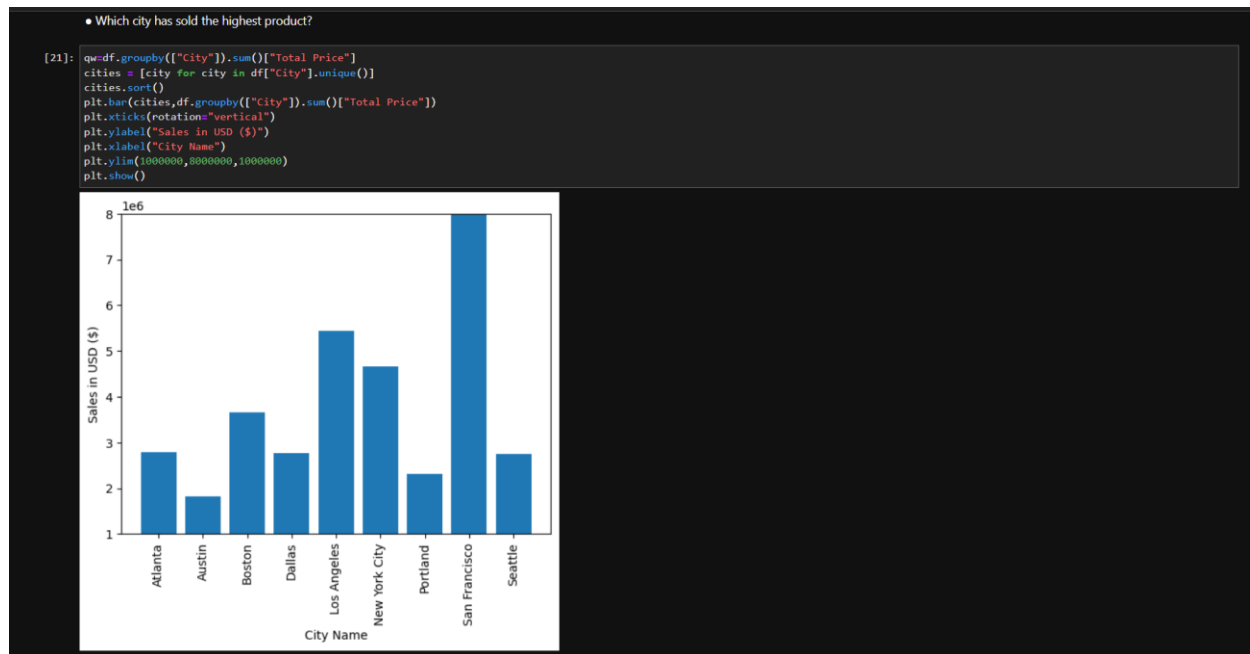 • Which city has sold the highest product?
[21]: qw=df.groupby(["City"]).sum()["Total Price"]
cities = [city for city in df["City"].unique()]
cities.sort()
plt.bar(cities,df.groupby(["City"]).sum()["Total Price"])
plt.xticks(rotation="vertical")
plt.ylabel("Sales in USD ($)")
plt.xlabel("City Name")
plt.ylim(1000000,8000000,1000000)
plt.show()
1e6
8
7
6
5
4
3
2
1
Sales in USD ($)
Atlanta
Austin
Boston
Dallas
Los Angeles
New York City
Portland
San Francisco
Seattle
City Name